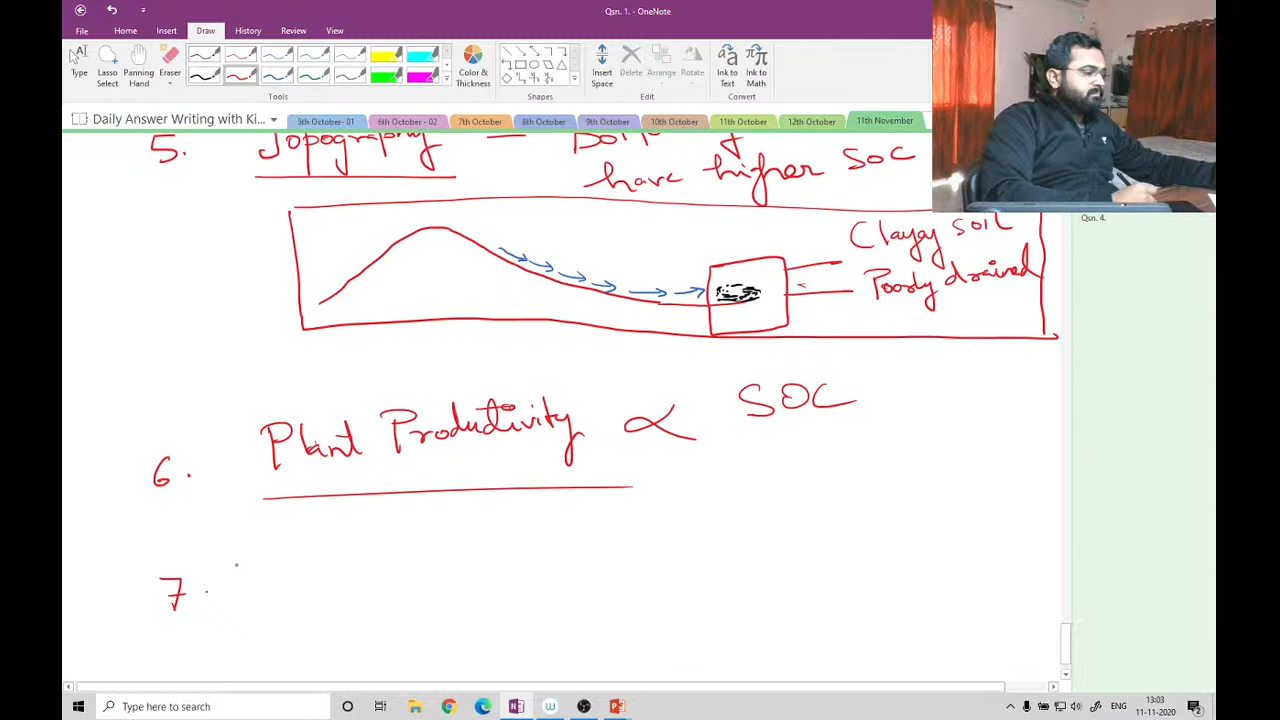 Qsn. 1. - OneNote
File Home Insert Draw History Review View
Type
Lasso Select
Panning Hand
Eraser
Color & Thickness
Insert Space
Delete
Arrange
Rotate
Ink to Text
Ink to Math
Tools
Shapes
Edit
Convert
Daily Answer Writing with Ki...
5th October- 01
6th October - 02
7th October
8th October
9th October
10th October
11th October
12th October
11th November
Qsn. 4.
5. Topography —
have higher SOC
Clayay soil
Poorly drained
6. Plant Productivity ∝ SOC
7.
Type here to search
ENG
13:03
11-11-2020
2